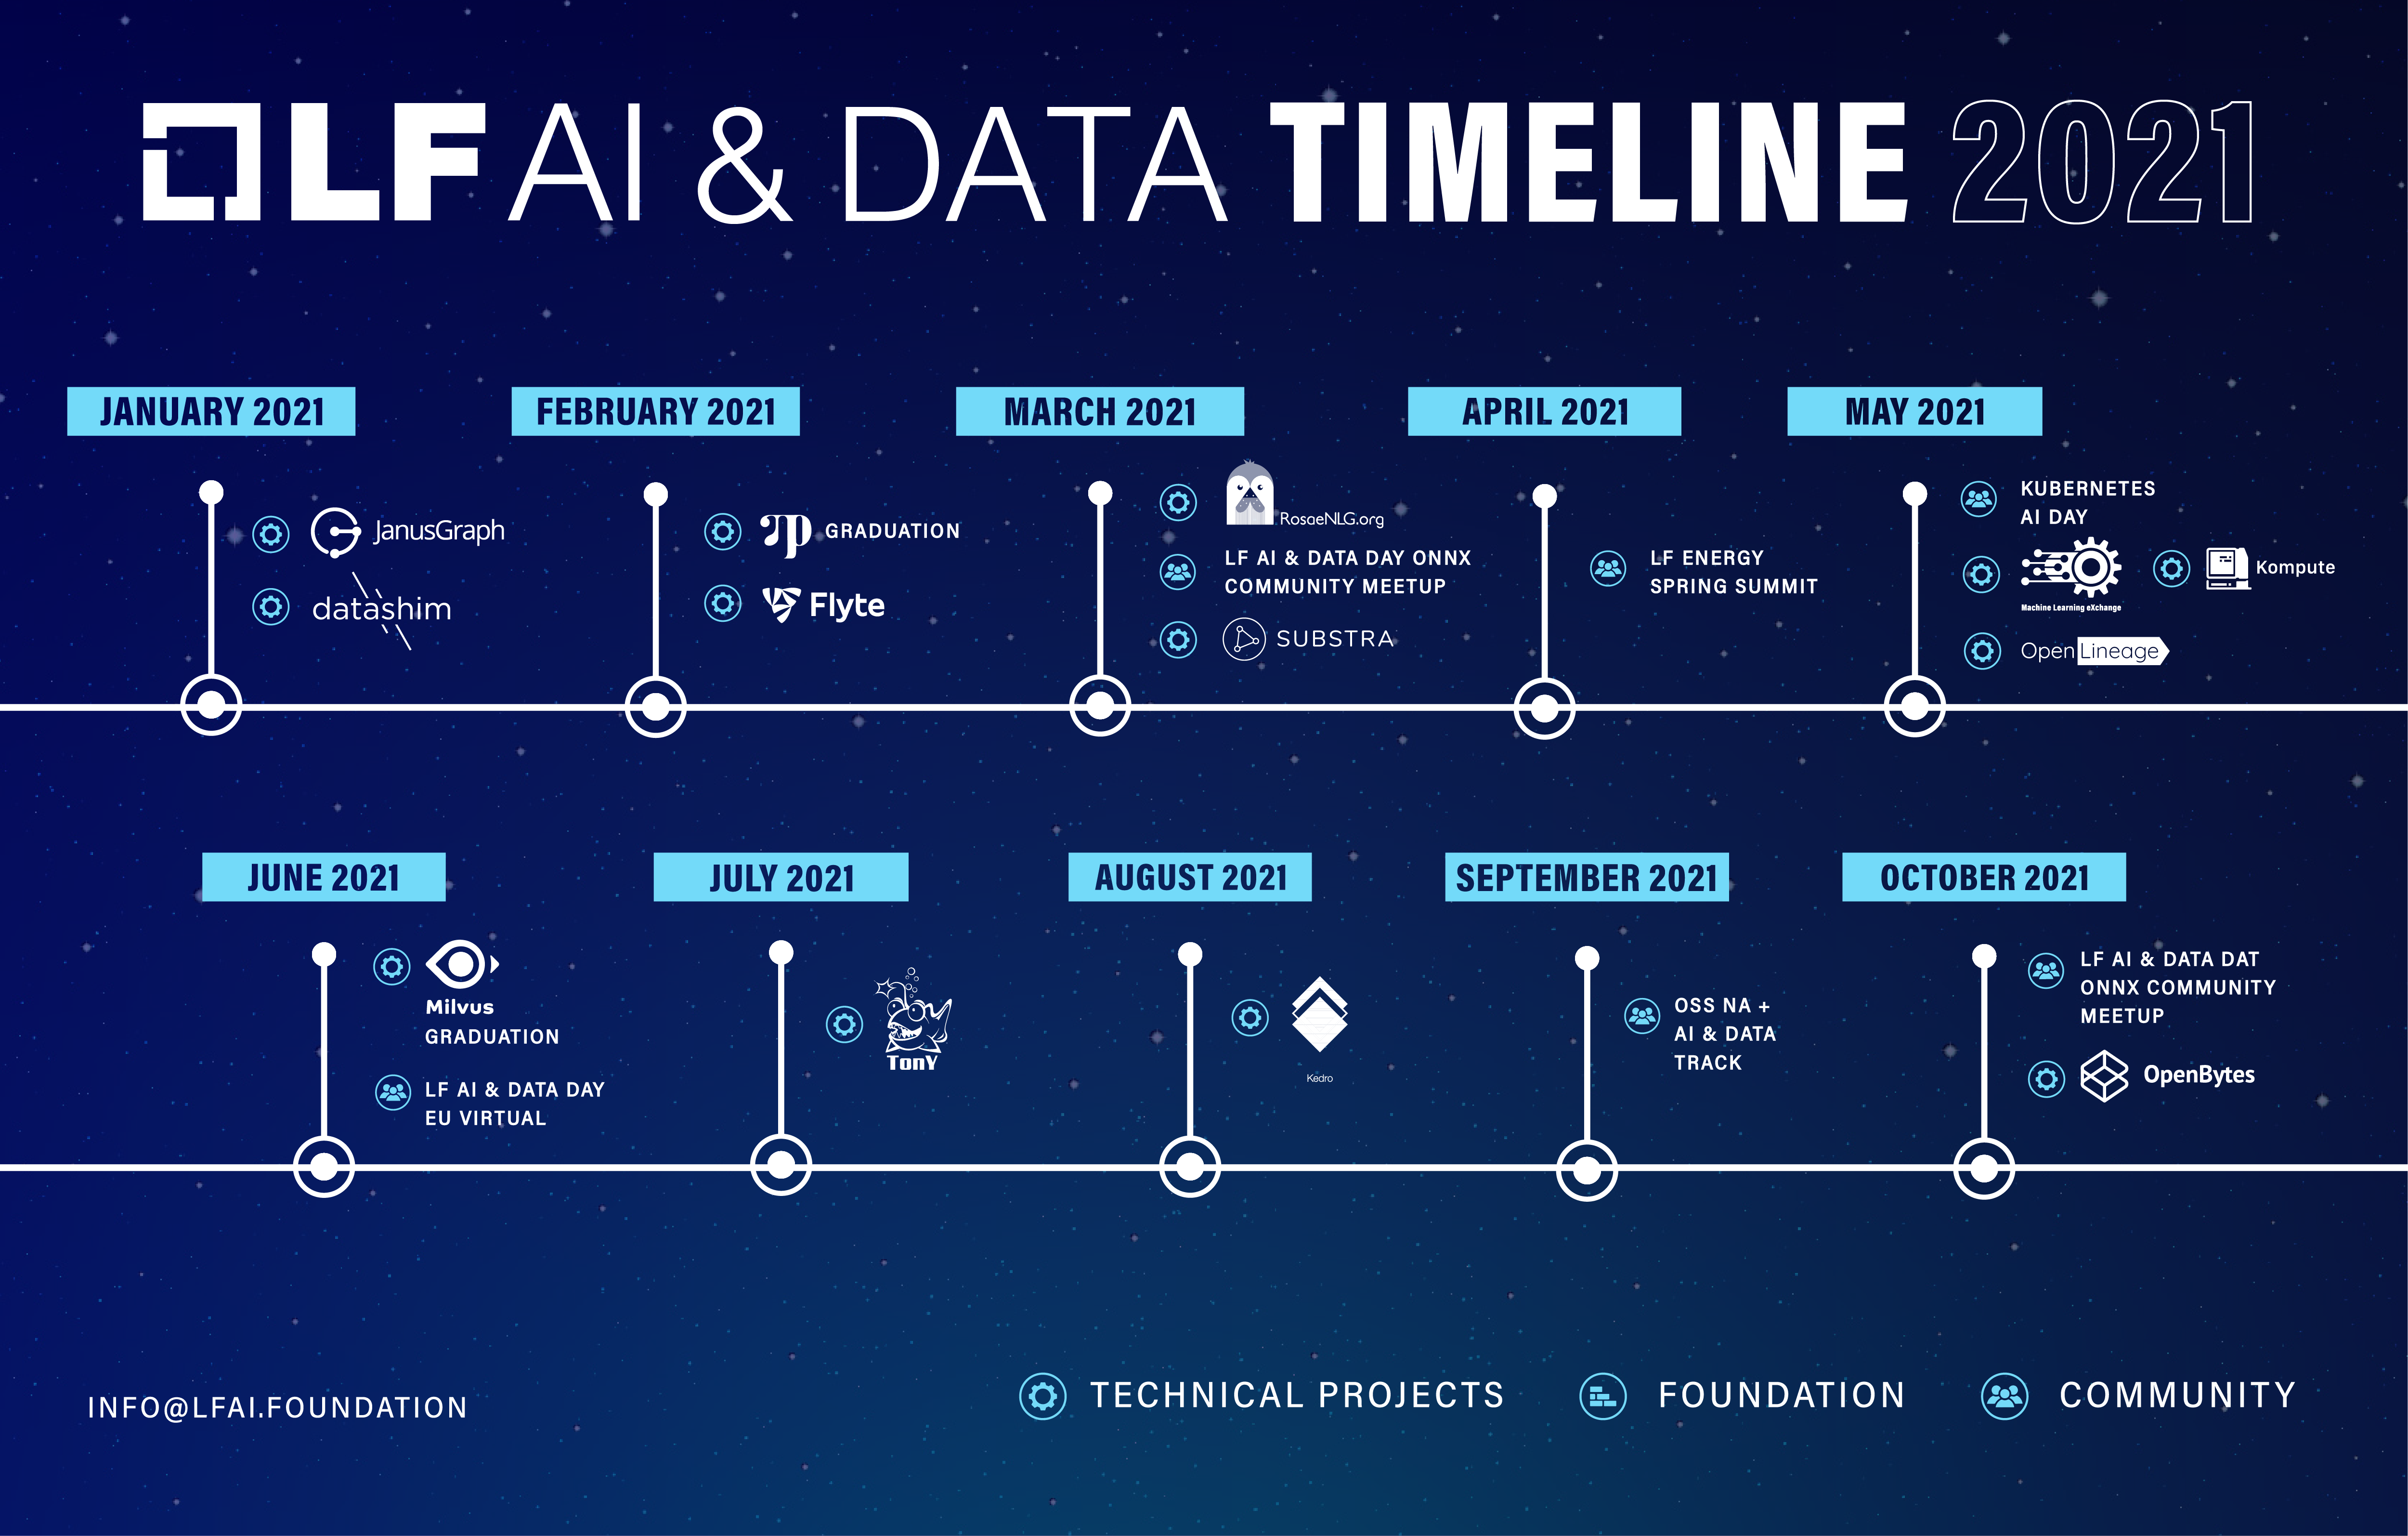 LF AI & DATA TIMELINE 2021
JANUARY 2021
JanusGraph
datashim
FEBRUARY 2021
GRADUATION
Flyte
MARCH 2021
RosaeNLG.org
LF AI & DATA DAY ONNX
COMMUNITY MEETUP
SUBSTRA
APRIL 2021
LF ENERGY
SPRING SUMMIT
MAY 2021
KUBERNETES
AI DAY
Machine Learning eXchange
Kompute
OpenLineage
JUNE 2021
Milvus
GRADUATION
LF AI & DATA DAY
EU VIRTUAL
JULY 2021
TonY
AUGUST 2021
Kedro
SEPTEMBER 2021
OSS NA +
AI & DATA
TRACK
OCTOBER 2021
LF AI & DATA DAT
ONNX COMMUNITY
MEETUP
OpenBytes
INFO@LFAI.FOUNDATION
TECHNICAL PROJECTS
FOUNDATION
COMMUNITY